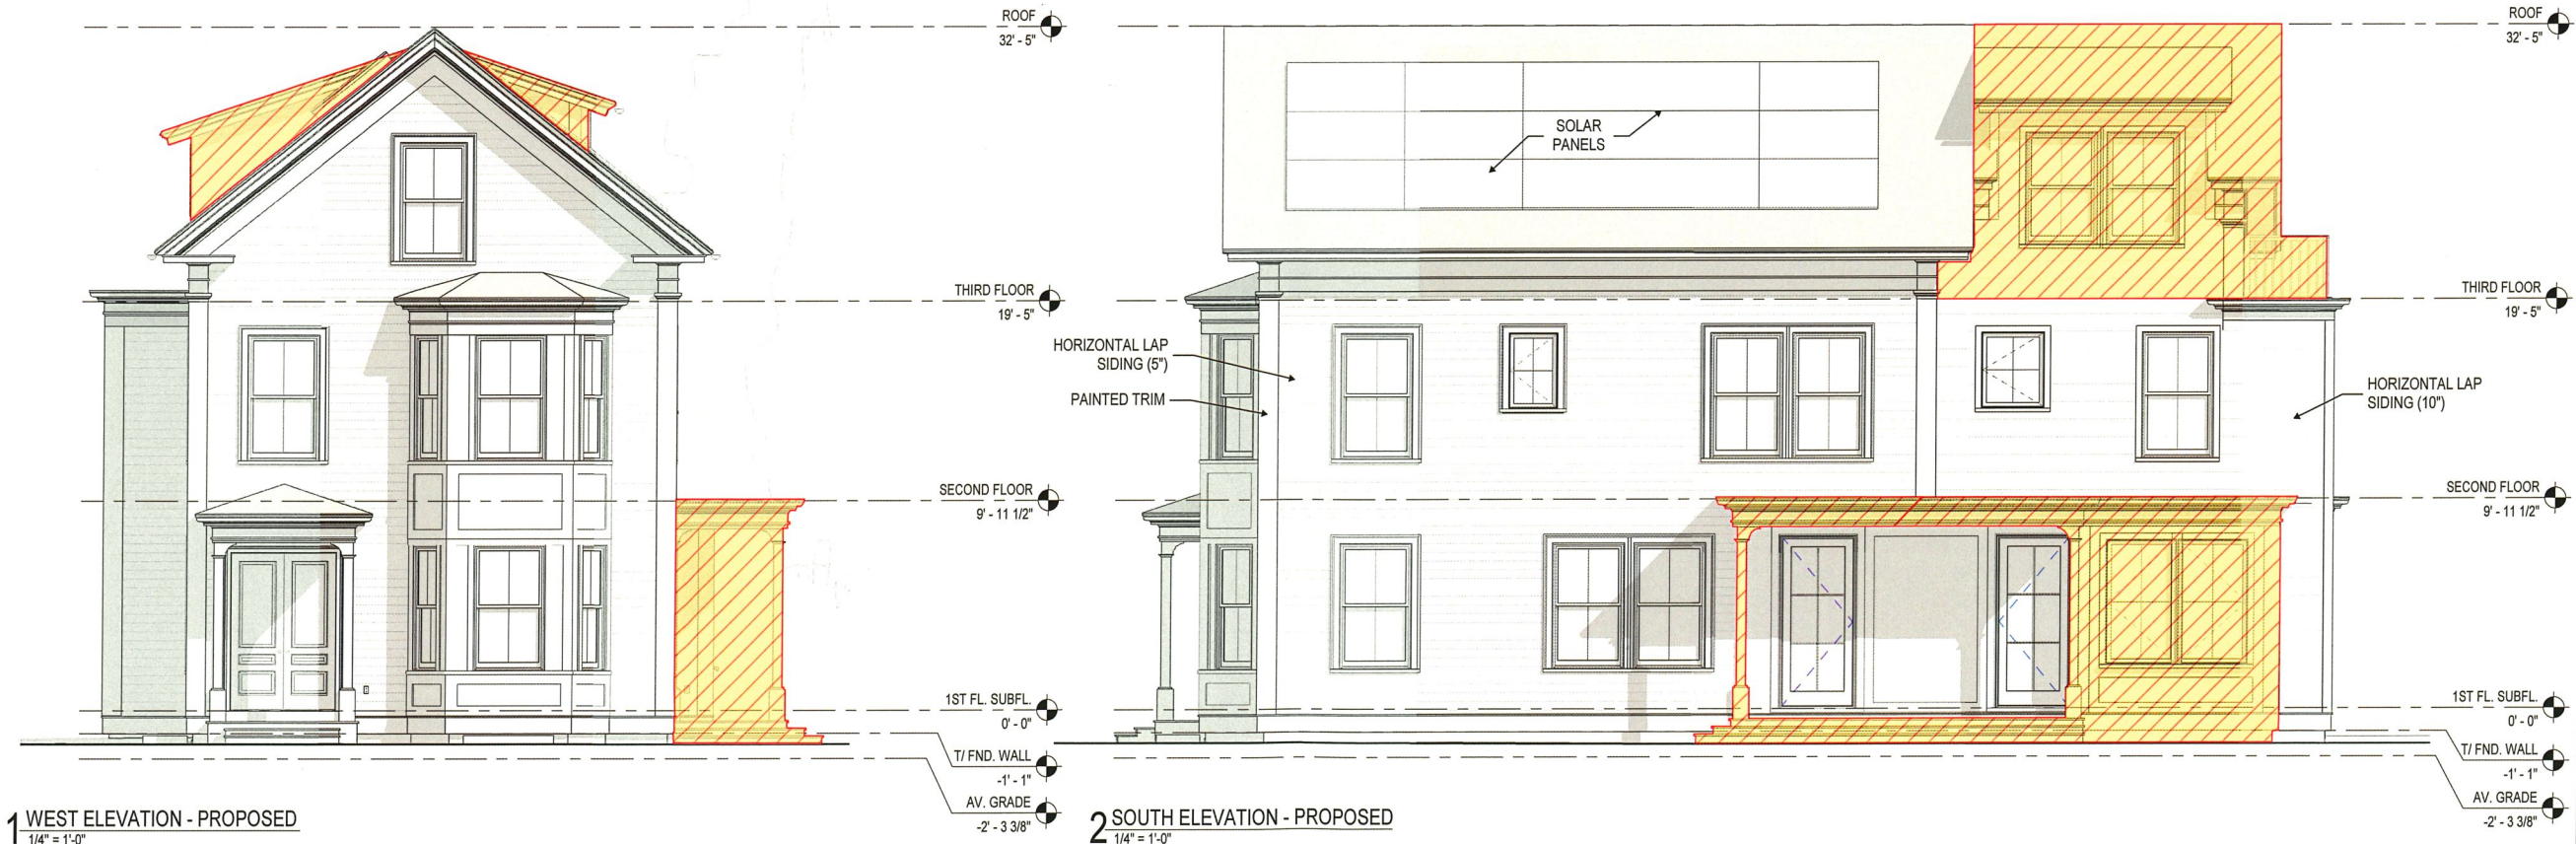 ROOF
32' - 5"
THIRD FLOOR
19' - 5"
HORIZONTAL LAP
SIDING (5")
PAINTED TRIM
SECOND FLOOR
9' - 11 1/2"
1ST FL. SUBFL.
0' - 0"
T/ FND. WALL
-1' - 1"
AV. GRADE
-2' - 3 3/8"
1 WEST ELEVATION - PROPOSED
1/4" = 1'-0"
SOLAR
PANELS
ROOF
32' - 5"
THIRD FLOOR
19' - 5"
HORIZONTAL LAP
SIDING (10")
SECOND FLOOR
9' - 11 1/2"
1ST FL. SUBFL.
0' - 0"
T/ FND. WALL
-1' - 1"
AV. GRADE
-2' - 3 3/8"
2 SOUTH ELEVATION - PROPOSED
1/4" = 1'-0"